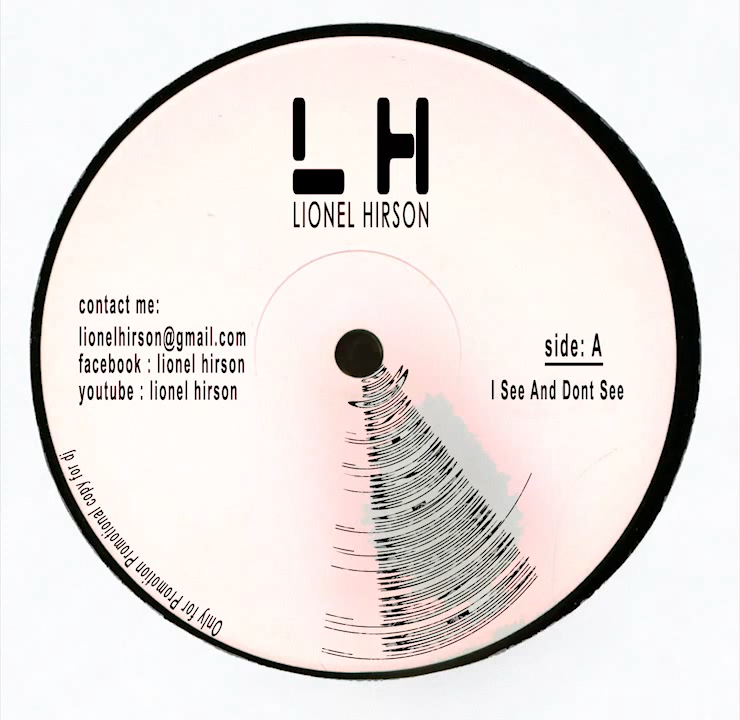 LH
LIONEL HIRSON
contact me:
lionelhirson@gmail.com
facebook : lionel hirson
youtube : lionel hirson
side: A
I See And Dont See
Only for Promotion Promotional copy for dj